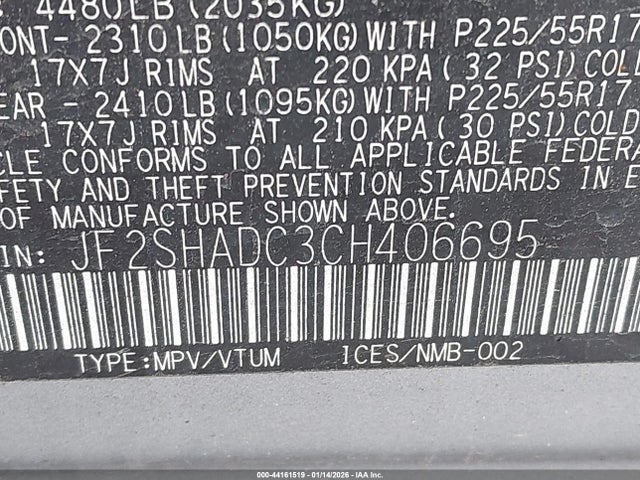 4480LB (2035KG)
ONT- 2310 LB (1050KG) WITH P225/55R17
17X7J RIMS AT 220 KPA ( 32 PSI) COLD
EAR - 2410 LB (1095KG) WITH P225/55R17
17X7J RIMS AT 210 KPA ( 30 PSI) COLD
CLE CONFORMS TO ALL APPLICABLE FEDERA
FETY AND THEFT PREVENTION STANDARDS IN E
OF MANUFACTURE SHOWN ABOVE.
IN: JF2SHADC3CH406695
TYPE:MPV/VTUM ICES/NMB-002
000-44161519 | 01/14/2026 - IAA Inc.